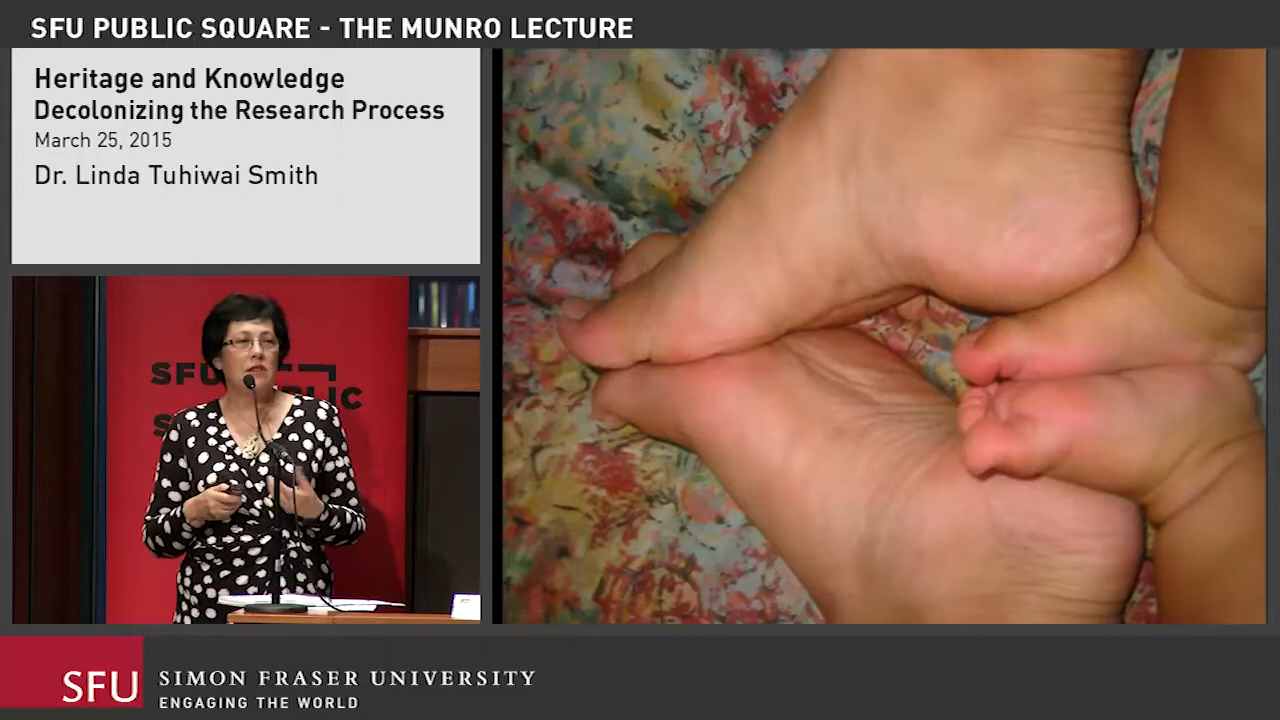 SFU PUBLIC SQUARE - THE MUNRO LECTURE
Heritage and Knowledge
Decolonizing the Research Process
March 25, 2015
Dr. Linda Tuhiwai Smith
SFU
SFU SIMON FRASER UNIVERSITY
ENGAGING THE WORLD